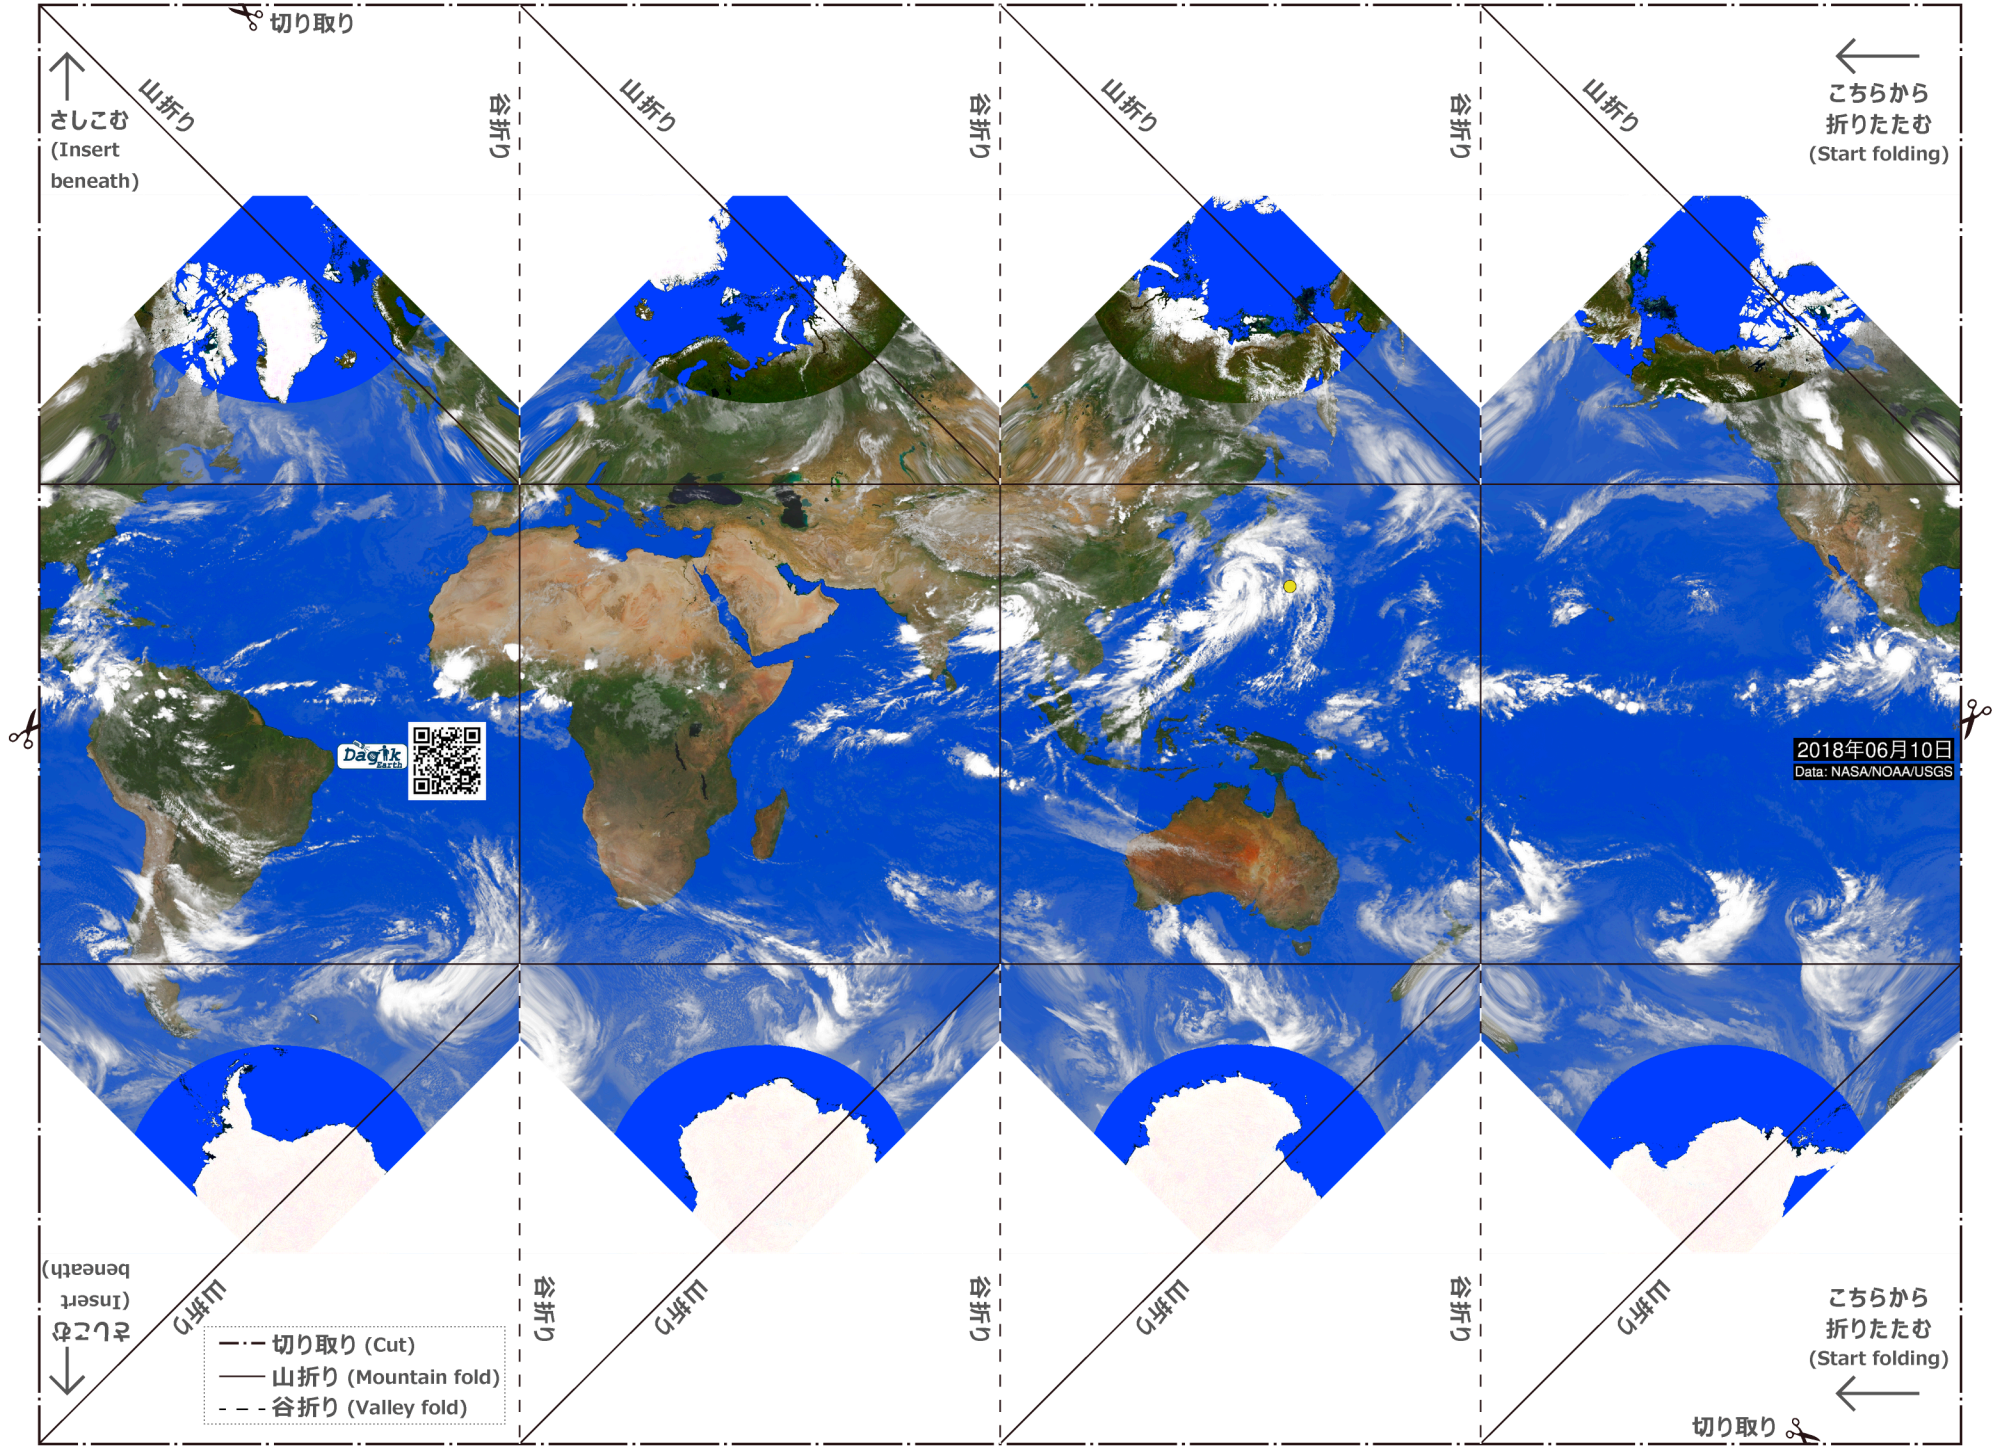 切り取り
さしこむ
(Insert
beneath)
山折り
谷折り
山折り
谷折り
山折り
谷折り
山折り
こちらから
折りたたむ
(Start folding)
Dagik
Earth
2018年06月10日
Data: NASA/NOAA/USGS
さしこむ
(Insert
beneath)
山折り
谷折り
山折り
谷折り
山折り
谷折り
山折り
こちらから
折りたたむ
(Start folding)
切り取り (Cut)
山折り (Mountain fold)
谷折り (Valley fold)
切り取り